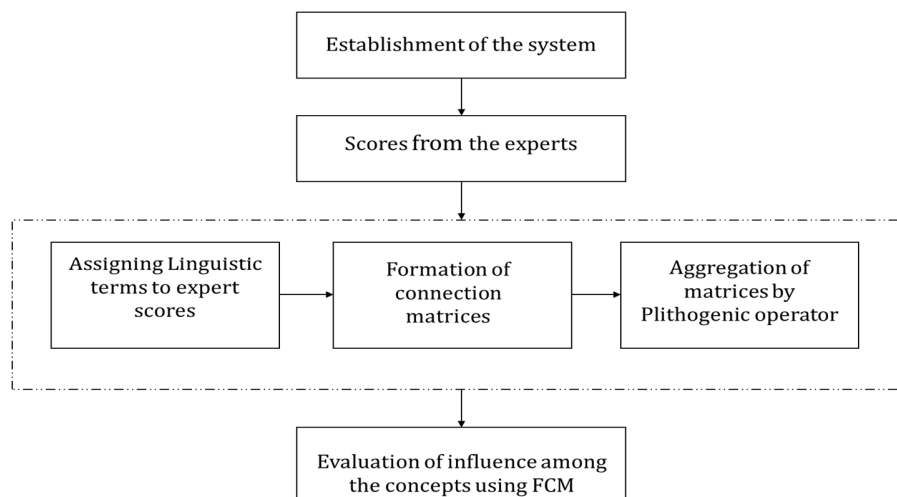 Establishment of the system
Scores from the experts
Assigning Linguistic
terms to expert
scores
Formation of
connection
matrices
Aggregation of
matrices by
Plithogenic operator
Evaluation of influence among
the concepts using FCM